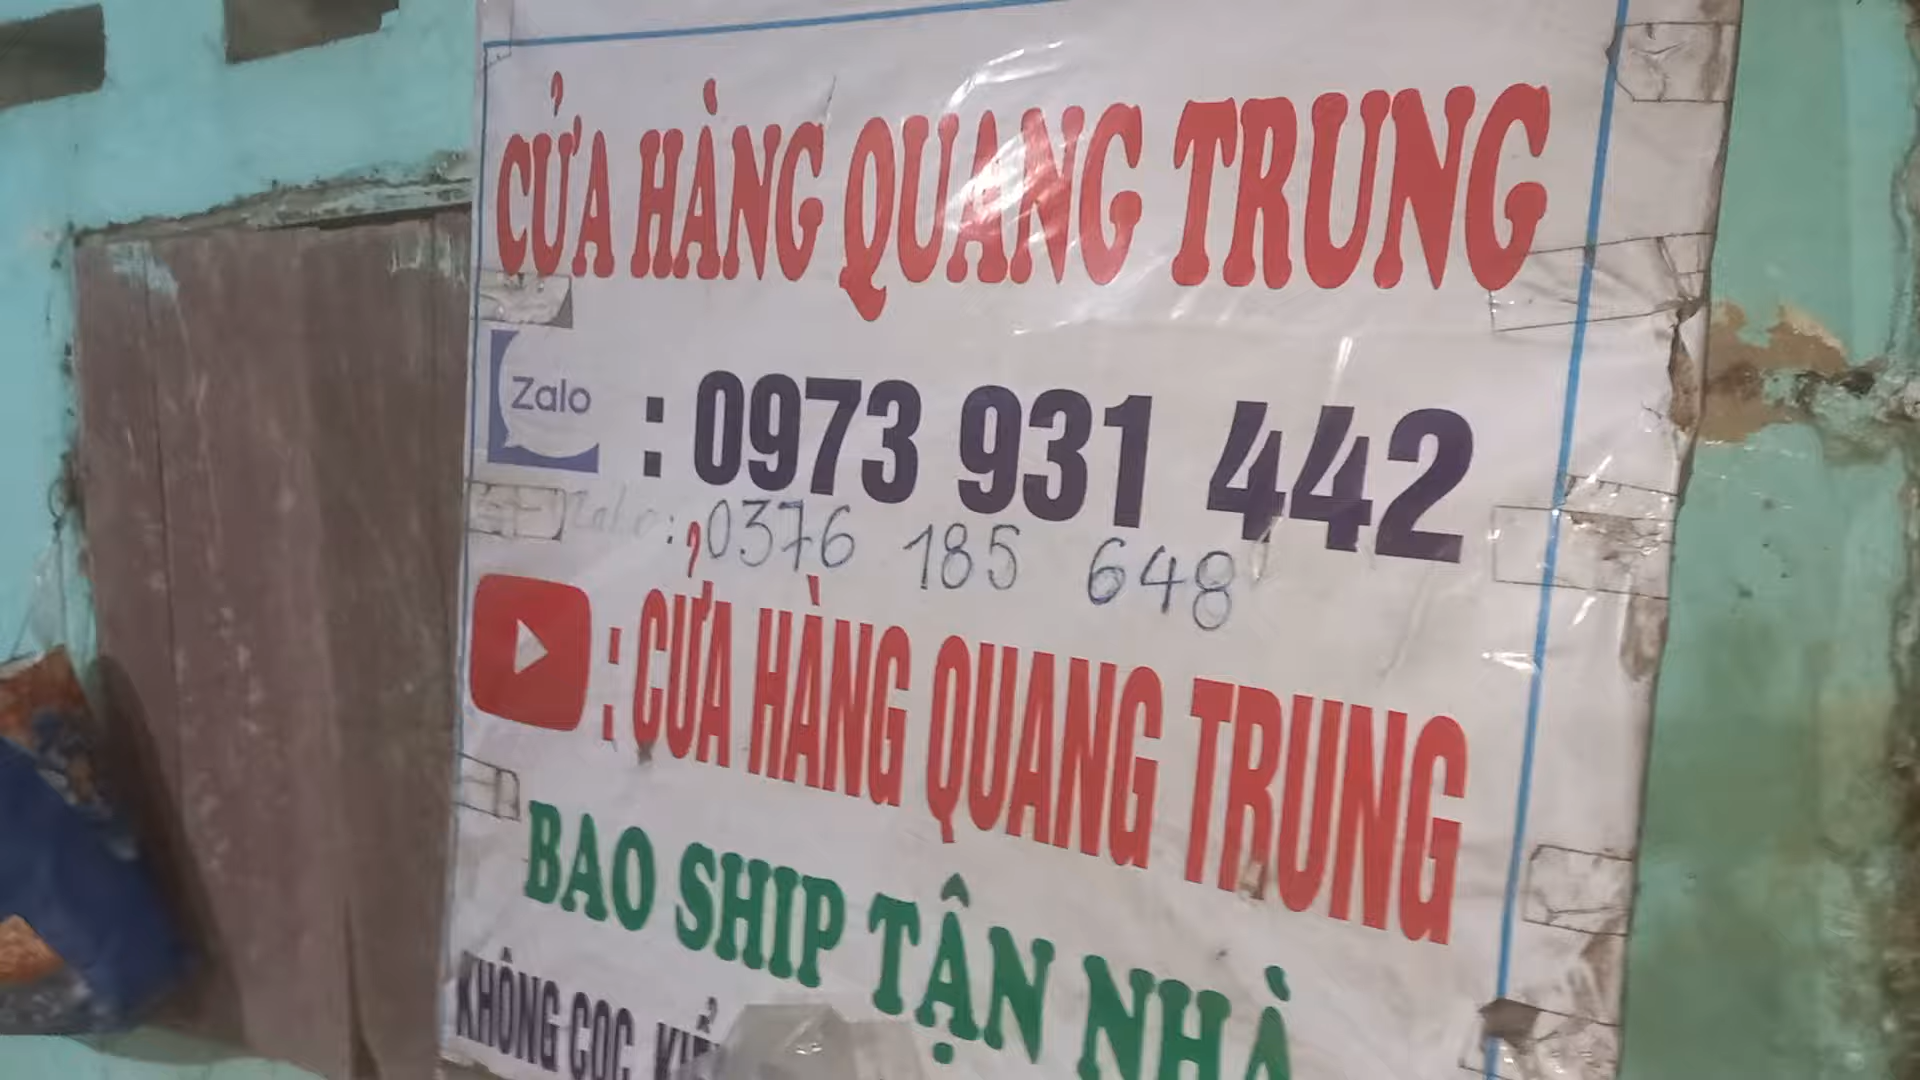 CỬA HÀNG QUANG TRUNG
Zalo : 0973 931 442
Zalo : 0376 185 648
: CỬA HÀNG QUANG TRUNG
BAO SHIP TẬN NHÀ
KHÔNG CỌC